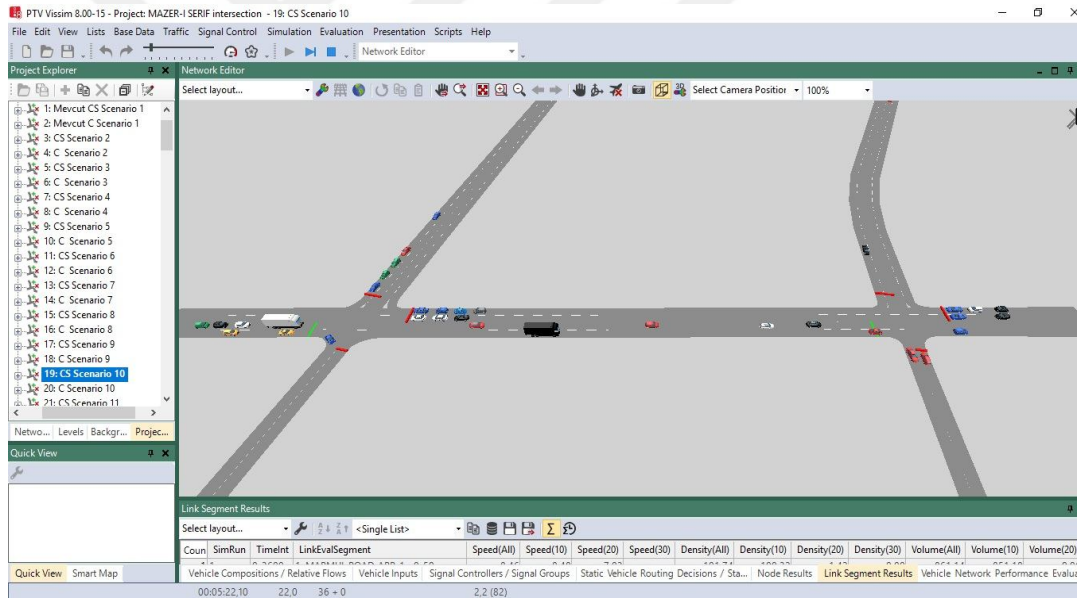 PTV Vissim 8.00-15 - Project: MAZER-I SERIF intersection - 19: CS Scenario 10
File Edit View Lists Base Data Traffic Signal Control Simulation Evaluation Presentation Scripts Help
Network Editor
Project Explorer
Network Editor
Select layout...
Select Camera Position
100%
1: Mevcut CS Scenario 1
2: Mevcut C Scenario 1
3: CS Scenario 2
4: C Scenario 2
5: CS Scenario 3
6: C Scenario 3
7: CS Scenario 4
8: C Scenario 4
9: CS Scenario 5
10: C Scenario 5
11: CS Scenario 6
12: C Scenario 6
13: CS Scenario 7
14: C Scenario 7
15: CS Scenario 8
16: C Scenario 8
17: CS Scenario 9
18: C Scenario 9
19: CS Scenario 10
20: C Scenario 10
21: CS Scenario 11
Netwo... Levels Backgr... Projec...
Quick View
Link Segment Results
Select layout... <Single List>
Coun SimRun TimeInt LinkEvalSegment Speed(All) Speed(10) Speed(20) Speed(30) Density(All) Density(10) Density(20) Density(30) Volume(All) Volume(10) Volume(20)
Quick View Smart Map
Vehicle Compositions / Relative Flows Vehicle Inputs Signal Controllers / Signal Groups Static Vehicle Routing Decisions / Sta... Node Results Link Segment Results Vehicle Network Performance Evalua
00:05:22,10 22,0 36 + 0 2,2 (82)